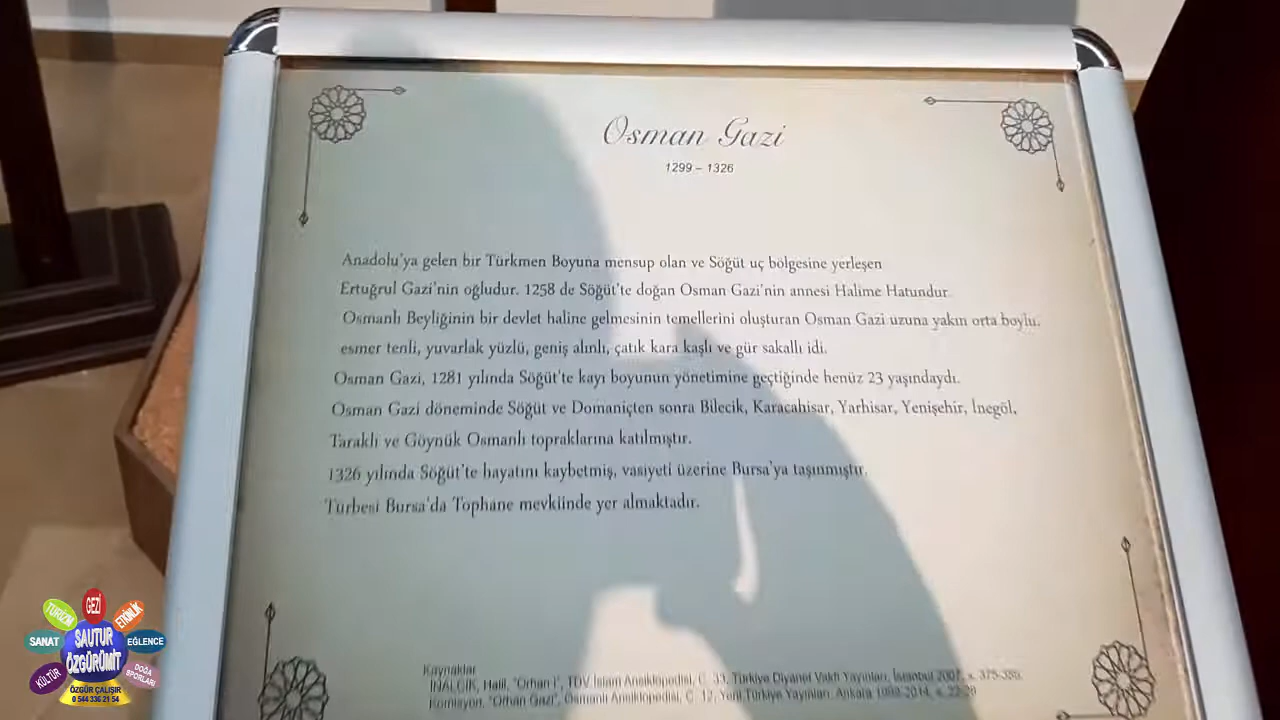 Osman Gazi
1299 – 1326
Anadolu'ya gelen bir Türkmen Boyuna mensup olan ve Söğüt uç bölgesine yerleşen
Ertuğrul Gazi'nin oğludur. 1258 de Söğüt'te doğan Osman Gazi'nin annesi Halime Hatundur.
Osmanlı Beyliğinin bir devlet haline gelmesinin temellerini oluşturan Osman Gazi uzuna yakın orta boylu,
esmer tenli, yuvarlak yüzlü, geniş alınlı, çatık kara kaşlı ve gür sakallı idi.
Osman Gazi, 1281 yılında Söğüt'te kayı boyunun yönetimine geçtiğinde henüz 23 yaşındaydı.
Osman Gazi döneminde Söğüt ve Domaniçten sonra Bilecik, Karacahisar, Yarhisar, Yenişehir, İnegöl,
Taraklı ve Göynük Osmanlı topraklarına katılmıştır.
1326 yılında Söğüt'te hayatını kaybetmiş, vasiyeti üzerine Bursa'ya taşınmıştır.
Türbesi Bursa'da Tophane mevkiinde yer almaktadır.
Kaynaklar
İNALCIK, Halil, "Orhan I", TDV İslam Ansiklopedisi, C. 33, Türkiye Diyanet Vakfı Yayınları, İstanbul 2007, s. 375-
Komisyon, "Orhan Gazi", Osmanlı Ansiklopedisi, C. 12, Yeni Türkiye Yayınları, Ankara
GEZİ
TURİZM
ETKİNLİK
SANAT
SAUTUR
EĞLENCE
ÖZGÜRÜMİT
KÜLTÜR
DOĞA
SPORLARI
ÖZGÜR ÇALIŞIR
0 544 336 21 54